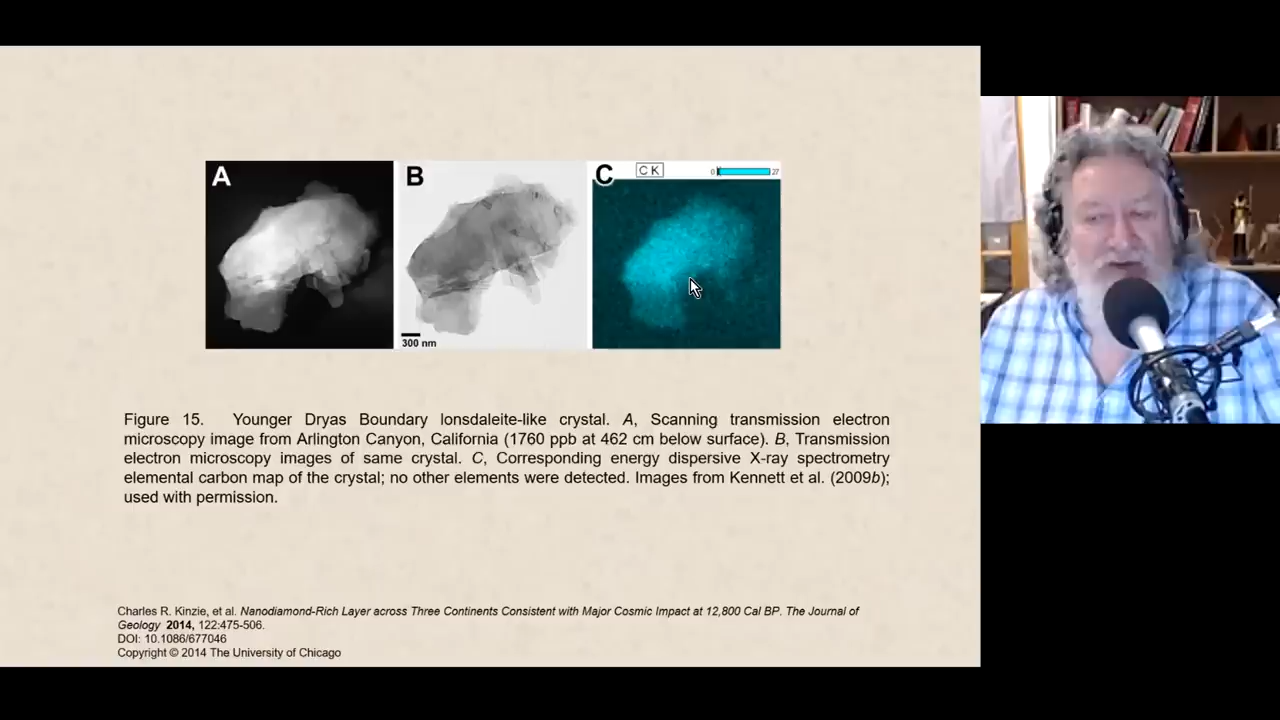 A
B
C
C K
0
27
300 nm
Figure 15. Younger Dryas Boundary lonsdaleite-like crystal. A, Scanning transmission electron
microscopy image from Arlington Canyon, California (1760 ppb at 462 cm below surface). B, Transmission
electron microscopy images of same crystal. C, Corresponding energy dispersive X-ray spectrometry
elemental carbon map of the crystal; no other elements were detected. Images from Kennett et al. (2009b);
used with permission.
Charles R. Kinzie, et al. Nanodiamond-Rich Layer across Three Continents Consistent with Major Cosmic Impact at 12,800 Cal BP. The Journal of
Geology 2014, 122:475-506.
DOI: 10.1086/677046
Copyright © 2014 The University of Chicago